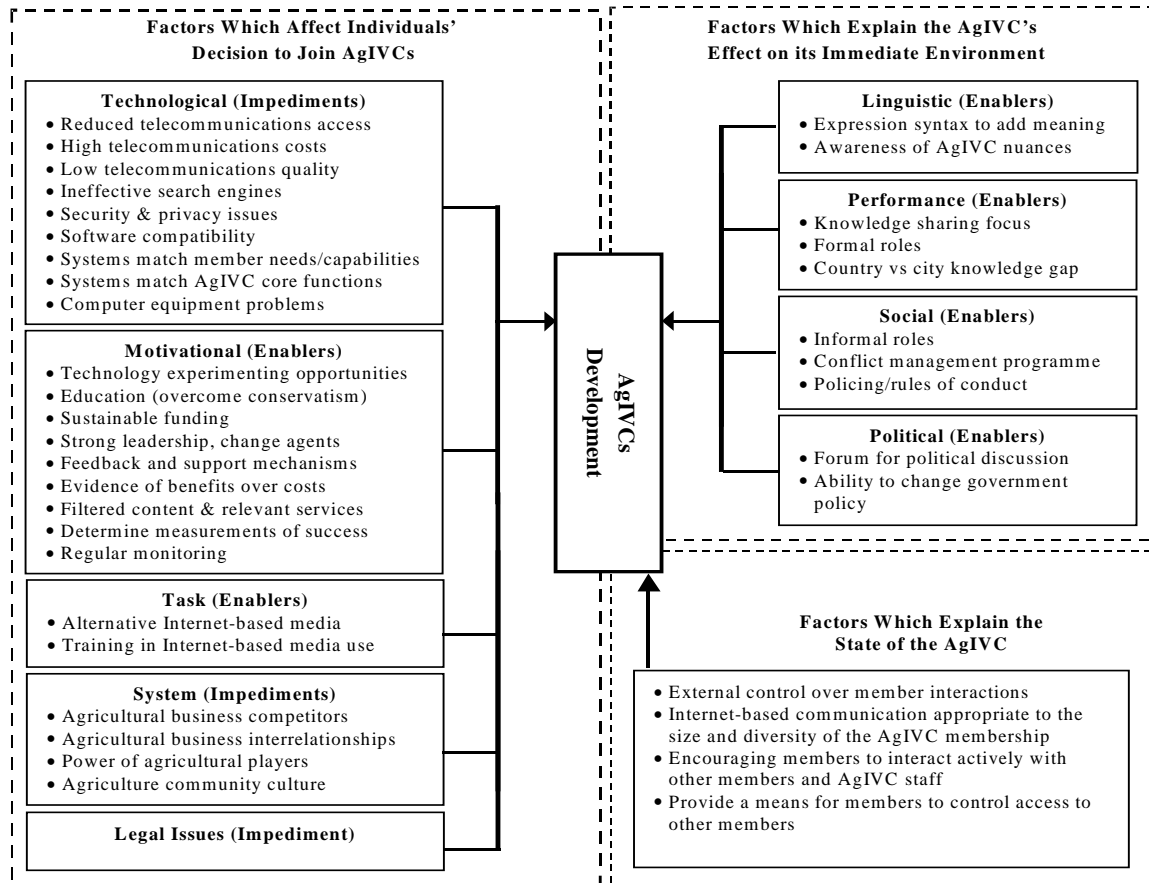 Factors Which Affect Individuals'
Decision to Join AgIVCs
Technological (Impediments)
• Reduced telecommunications access
• High telecommunications costs
• Low telecommunications quality
• Ineffective search engines
• Security & privacy issues
• Software compatibility
• Systems match member needs/capabilities
• Systems match AgIVC core functions
• Computer equipment problems
Motivational (Enablers)
• Technology experimenting opportunities
• Education (overcome conservatism)
• Sustainable funding
• Strong leadership, change agents
• Feedback and support mechanisms
• Evidence of benefits over costs
• Filtered content & relevant services
• Determine measurements of success
• Regular monitoring
Task (Enablers)
• Alternative Internet-based media
• Training in Internet-based media use
System (Impediments)
• Agricultural business competitors
• Agricultural business interrelationships
• Power of agricultural players
• Agriculture community culture
Legal Issues (Impediment)
AgIVCs
Development
Factors Which Explain the AgIVC's
Effect on its Immediate Environment
Linguistic (Enablers)
• Expression syntax to add meaning
• Awareness of AgIVC nuances
Performance (Enablers)
• Knowledge sharing focus
• Formal roles
• Country vs city knowledge gap
Social (Enablers)
• Informal roles
• Conflict management programme
• Policing/rules of conduct
Political (Enablers)
• Forum for political discussion
• Ability to change government
policy
Factors Which Explain the
State of the AgIVC
• External control over member interactions
• Internet-based communication appropriate to the
size and diversity of the AgIVC membership
• Encouraging members to interact actively with
other members and AgIVC staff
• Provide a means for members to control access to
other members